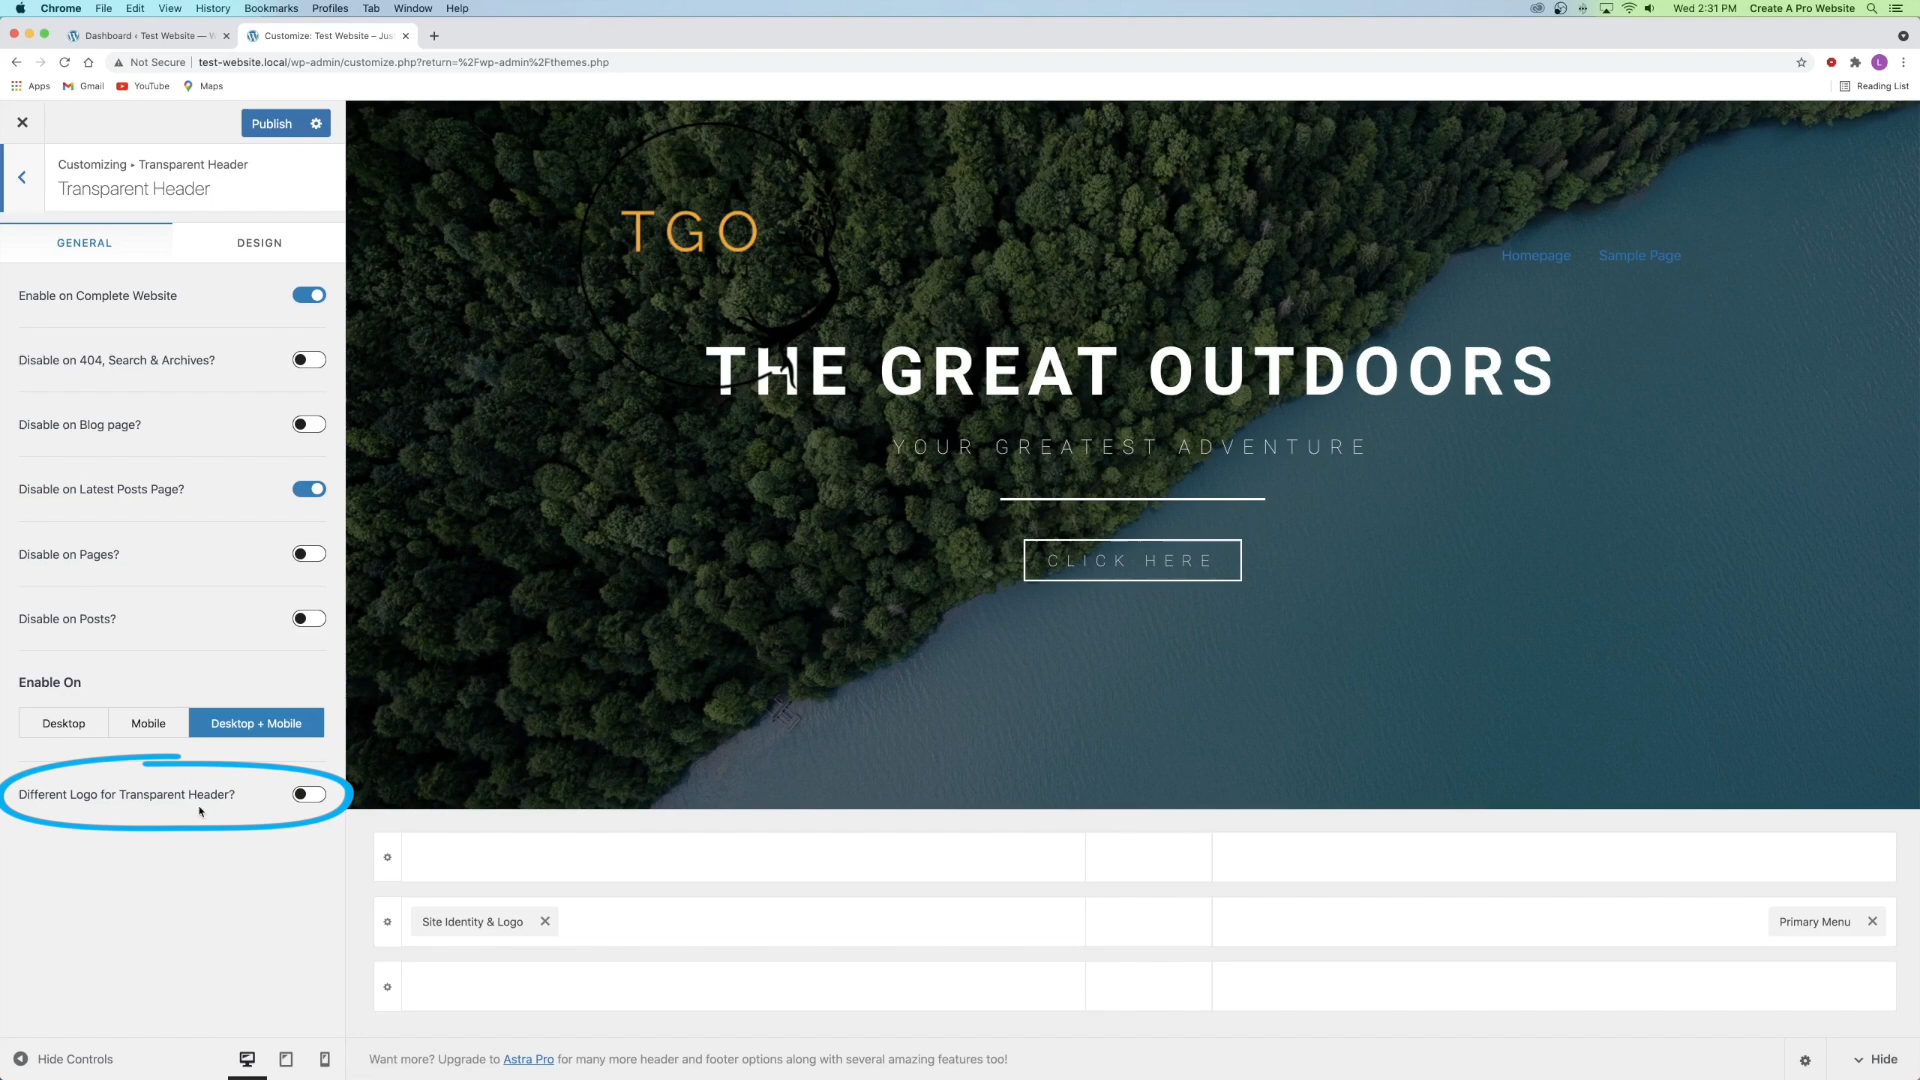 Chrome File Edit View History Bookmarks Profiles Tab Window Help
Wed 2:31 PM Create A Pro Website
Dashboard ‹ Test Website — W
Customize: Test Website – Jus
Not Secure | test-website.local/wp-admin/customize.php?return=%2Fwp-admin%2Fthemes.php
L
Apps Gmail YouTube Maps
Reading List
Publish
Customizing ▸ Transparent Header
Transparent Header
GENERAL DESIGN
Enable on Complete Website
Disable on 404, Search & Archives?
Disable on Blog page?
Disable on Latest Posts Page?
Disable on Pages?
Disable on Posts?
Enable On
Desktop Mobile Desktop + Mobile
Different Logo for Transparent Header?
Hide Controls
TGO
Homepage Sample Page
THE GREAT OUTDOORS
YOUR GREATEST ADVENTURE
CLICK HERE
Site Identity & Logo
Primary Menu
Want more? Upgrade to Astra Pro for many more header and footer options along with several amazing features too!
Hide